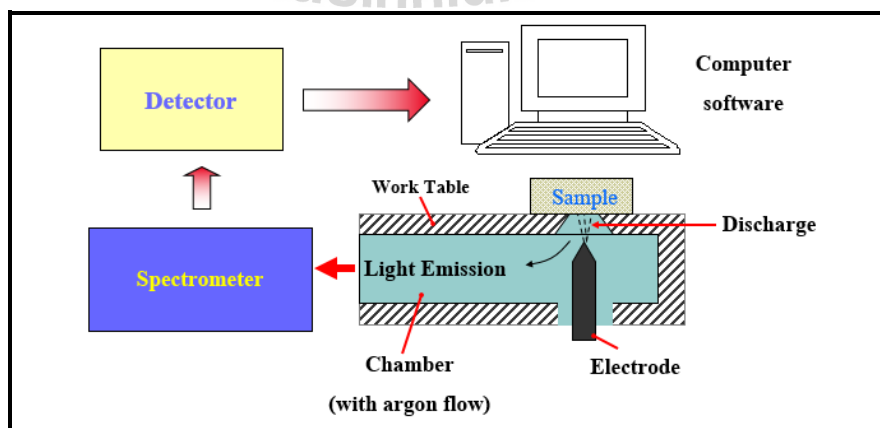 Detector
Computer
software
Work Table
Sample
Discharge
Spectrometer
Light Emission
Chamber
(with argon flow)
Electrode